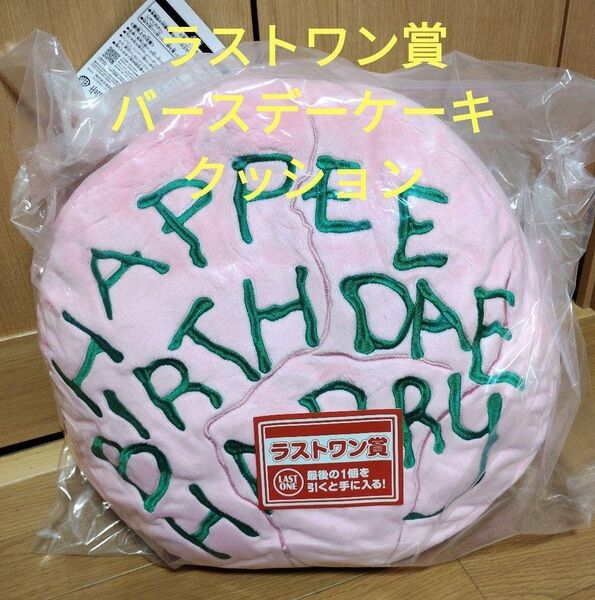 ラストワン賞
バースデーケーキ
クッション
HAPPEE
BIRTHDAE
HARRY
ラストワン賞
LAST
ONE
最後の1個を
引くと手に入る!